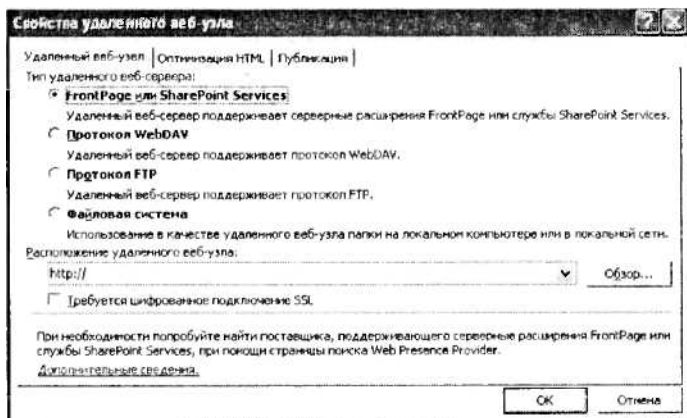 Свойства удаленного веб-узла
Удаленный веб-узел Оптимизация HTML Публикация
Тип удаленного веб-сервера:
FrontPage или SharePoint Services
Удаленный веб-сервер поддерживает серверные расширения FrontPage или службы SharePoint Services.
Протокол WebDAV
Удаленный веб-сервер поддерживает протокол WebDAV.
Протокол FTP
Удаленный веб-сервер поддерживает протокол FTP.
Файловая система
Использование в качестве удаленного веб-узла папки на локальном компьютере или в локальной сети.
Расположение удаленного веб-узла:
http:// Обзор...
Требуется шифрованное подключение SSL
При необходимости попробуйте найти поставщика, поддерживающего серверные расширения FrontPage или
службы SharePoint Services, при помощи страницы поиска Web Presence Provider.
Дополнительные сведения.
ОК Отмена